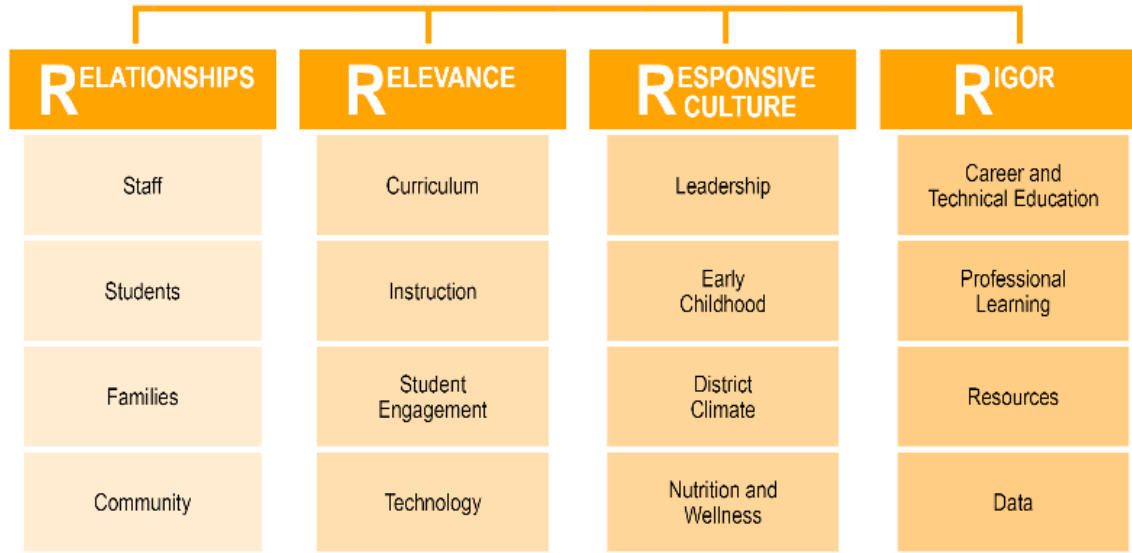 RELATIONSHIPS
Staff
Students
Families
Community
RELEVANCE
Curriculum
Instruction
Student
Engagement
Technology
RESPONSIVE
CULTURE
Leadership
Early
Childhood
District
Climate
Nutrition and
Wellness
RIGOR
Career and
Technical Education
Professional
Learning
Resources
Data